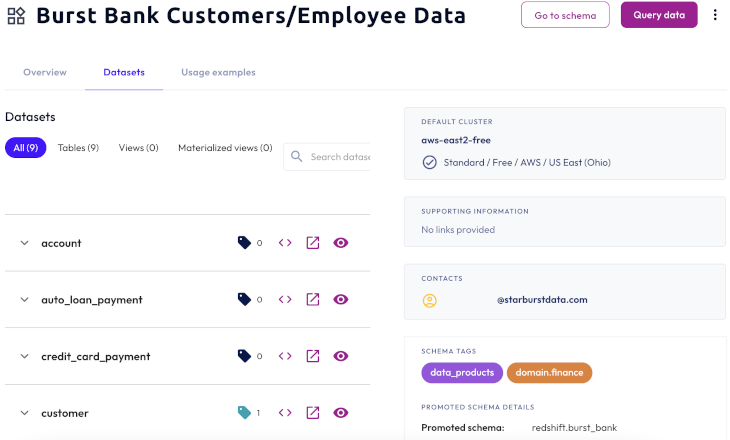 Burst Bank Customers/Employee Data
Go to schema
Query data
Overview
Datasets
Usage examples
Datasets
All (9)
Tables (9)
Views (0)
Materialized views (0)
Search datase
account
0
auto_loan_payment
0
credit_card_payment
0
customer
1
DEFAULT CLUSTER
aws-east2-free
Standard / Free / AWS / US East (Ohio)
SUPPORTING INFORMATION
No links provided
CONTACTS
@starburstdata.com
SCHEMA TAGS
data_products
domain.finance
PROMOTED SCHEMA DETAILS
Promoted schema: redshift.burst_bank